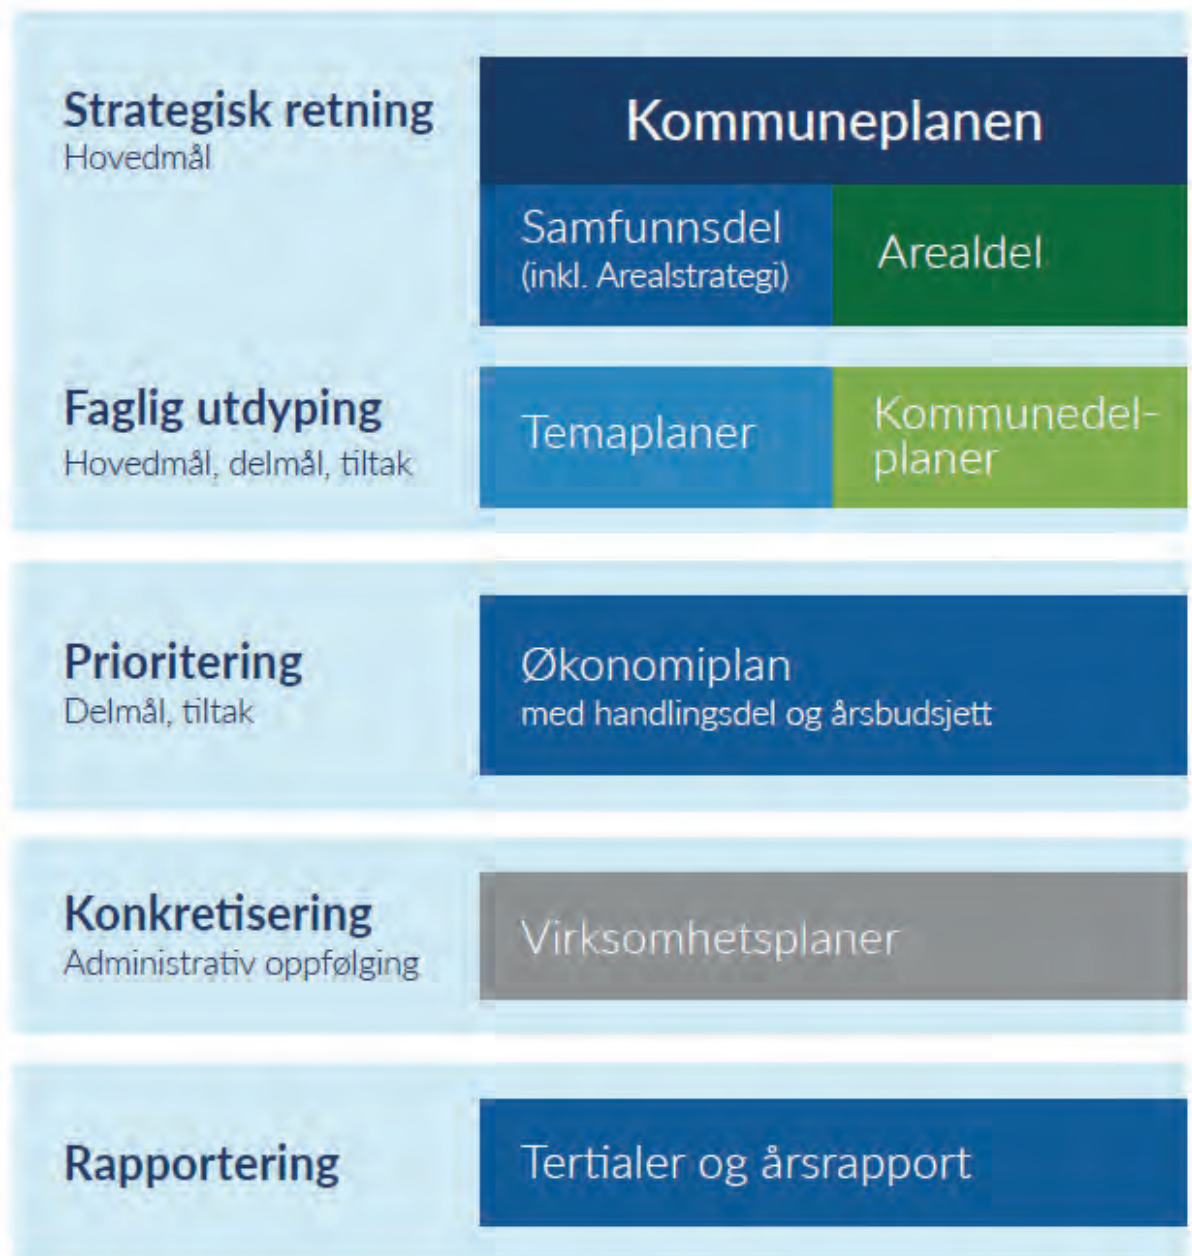 Strategisk retning
Hovedmål
Kommuneplanen
Samfunnsdel
(inkl. Arealstrategi)
Arealdel
Faglig utdyping
Hovedmål, delmål, tiltak
Temaplaner
Kommunedel-
planer
Prioritering
Delmål, tiltak
Økonomiplan
med handlingsdel og årsbudsjett
Konkretisering
Administrativ oppfølging
Virksomhetsplaner
Rapportering
Tertialer og årsrapport